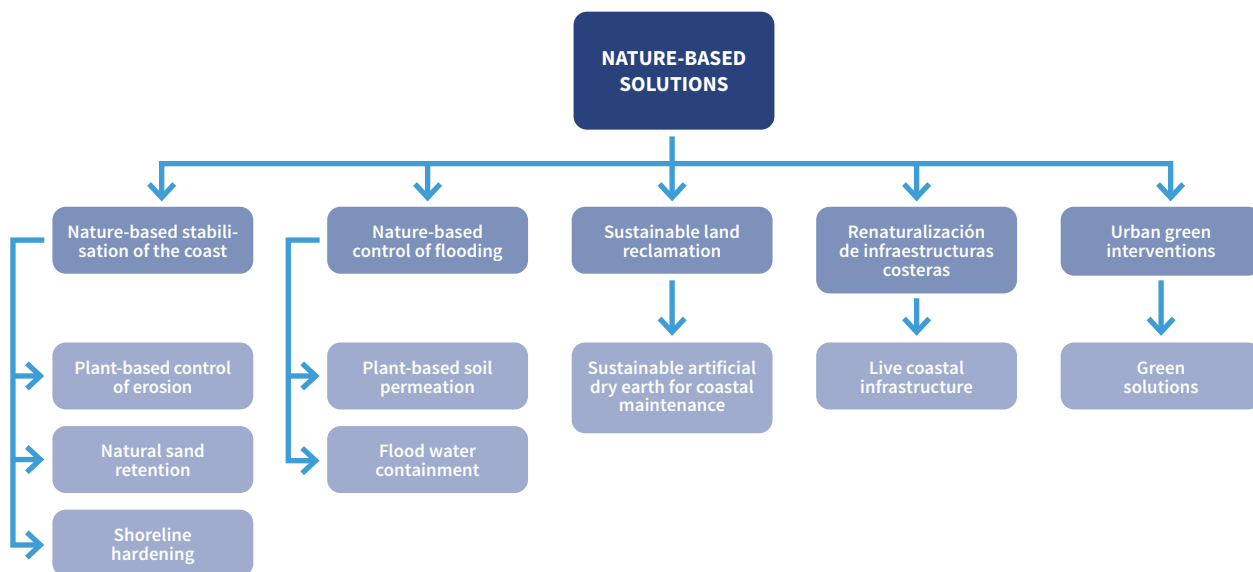 NATURE-BASED
SOLUTIONS
Nature-based stabili-
sation of the coast
Nature-based
control of flooding
Sustainable land
reclamation
Renaturalización
de infraestructuras
costeras
Urban green
interventions
Plant-based control
of erosion
Plant-based soil
permeation
Sustainable artificial
dry earth for coastal
maintenance
Live coastal
infrastructure
Green
solutions
Natural sand
retention
Flood water
containment
Shoreline
hardening